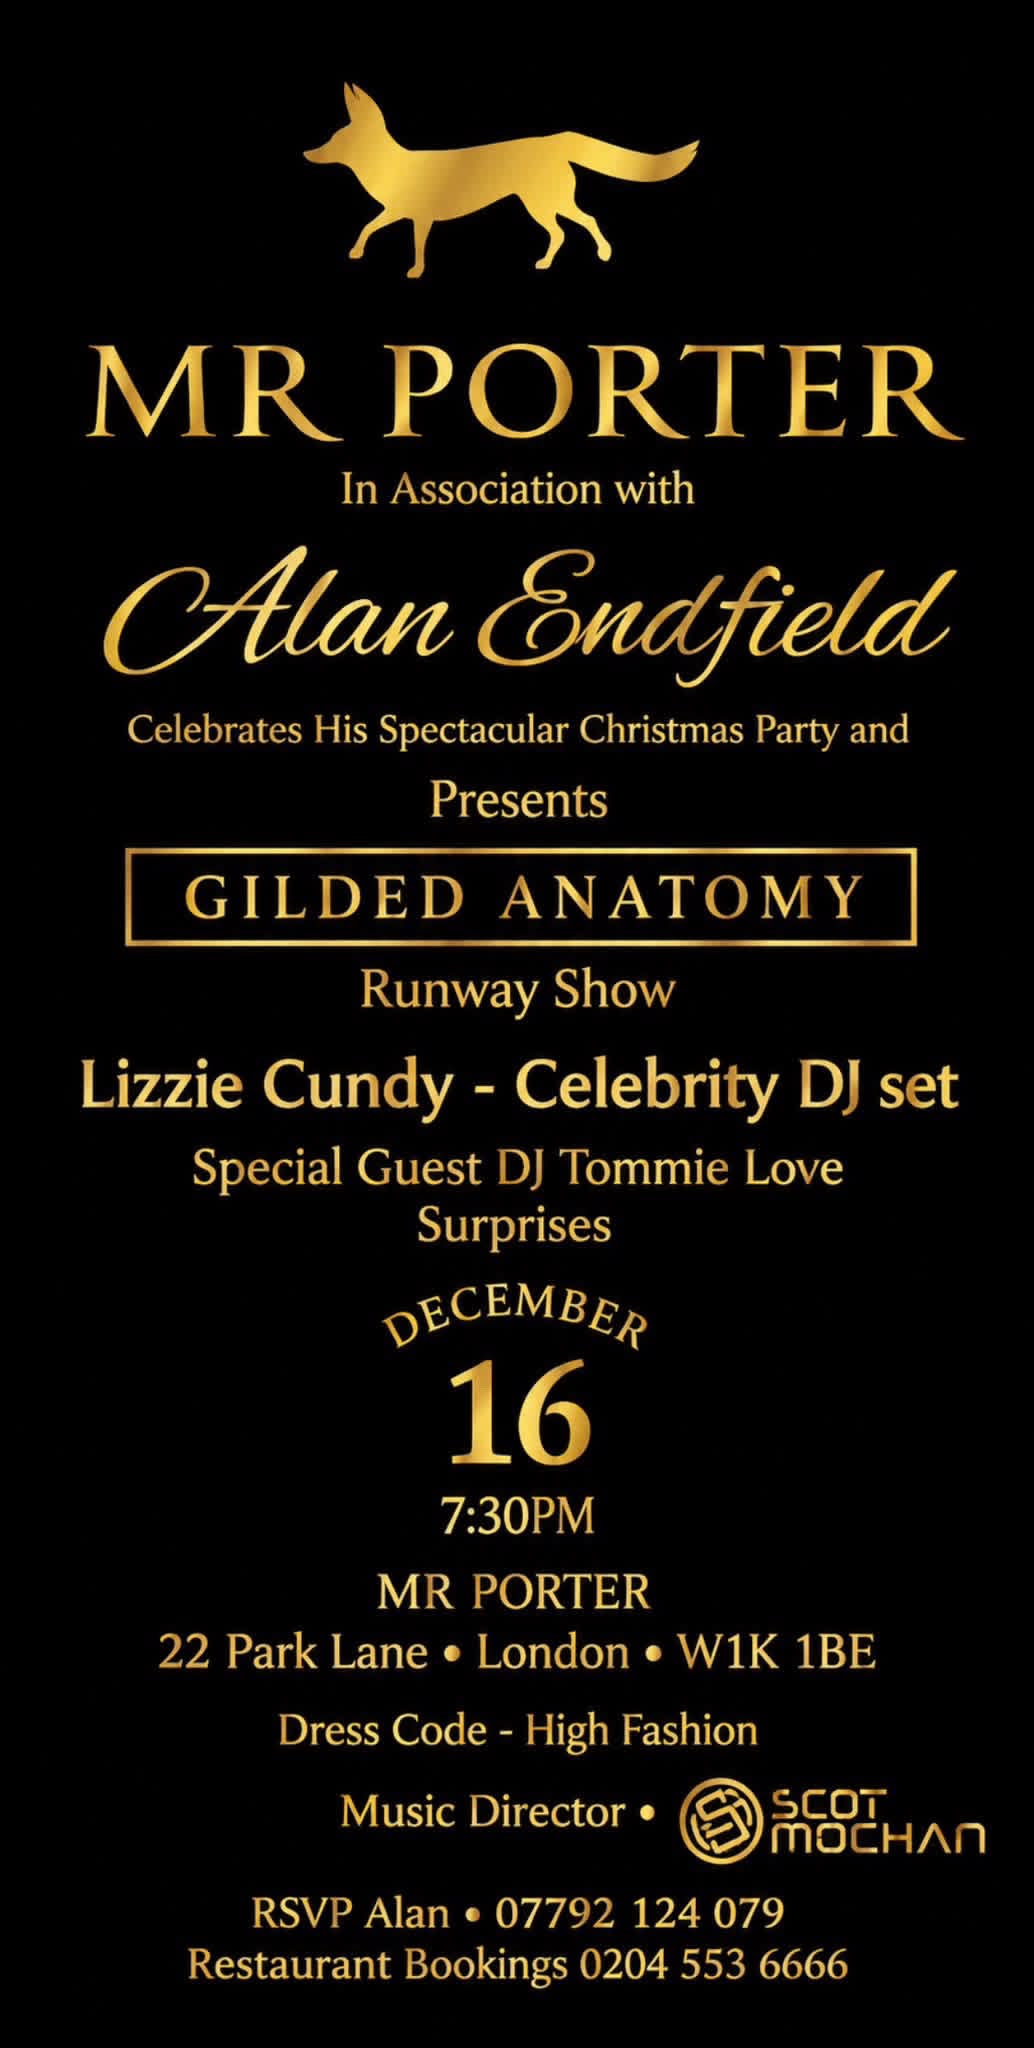 MR PORTER
In Association with
Alan Endfield
Celebrates His Spectacular Christmas Party and
Presents
GILDED ANATOMY
Runway Show
Lizzie Cundy - Celebrity DJ set
Special Guest DJ Tommie Love
Surprises
DECEMBER
16
7:30PM
MR PORTER
22 Park Lane • London • W1K 1BE
Dress Code - High Fashion
Music Director • SCOT MOCHAN
RSVP Alan • 07792 124 079
Restaurant Bookings 0204 553 6666